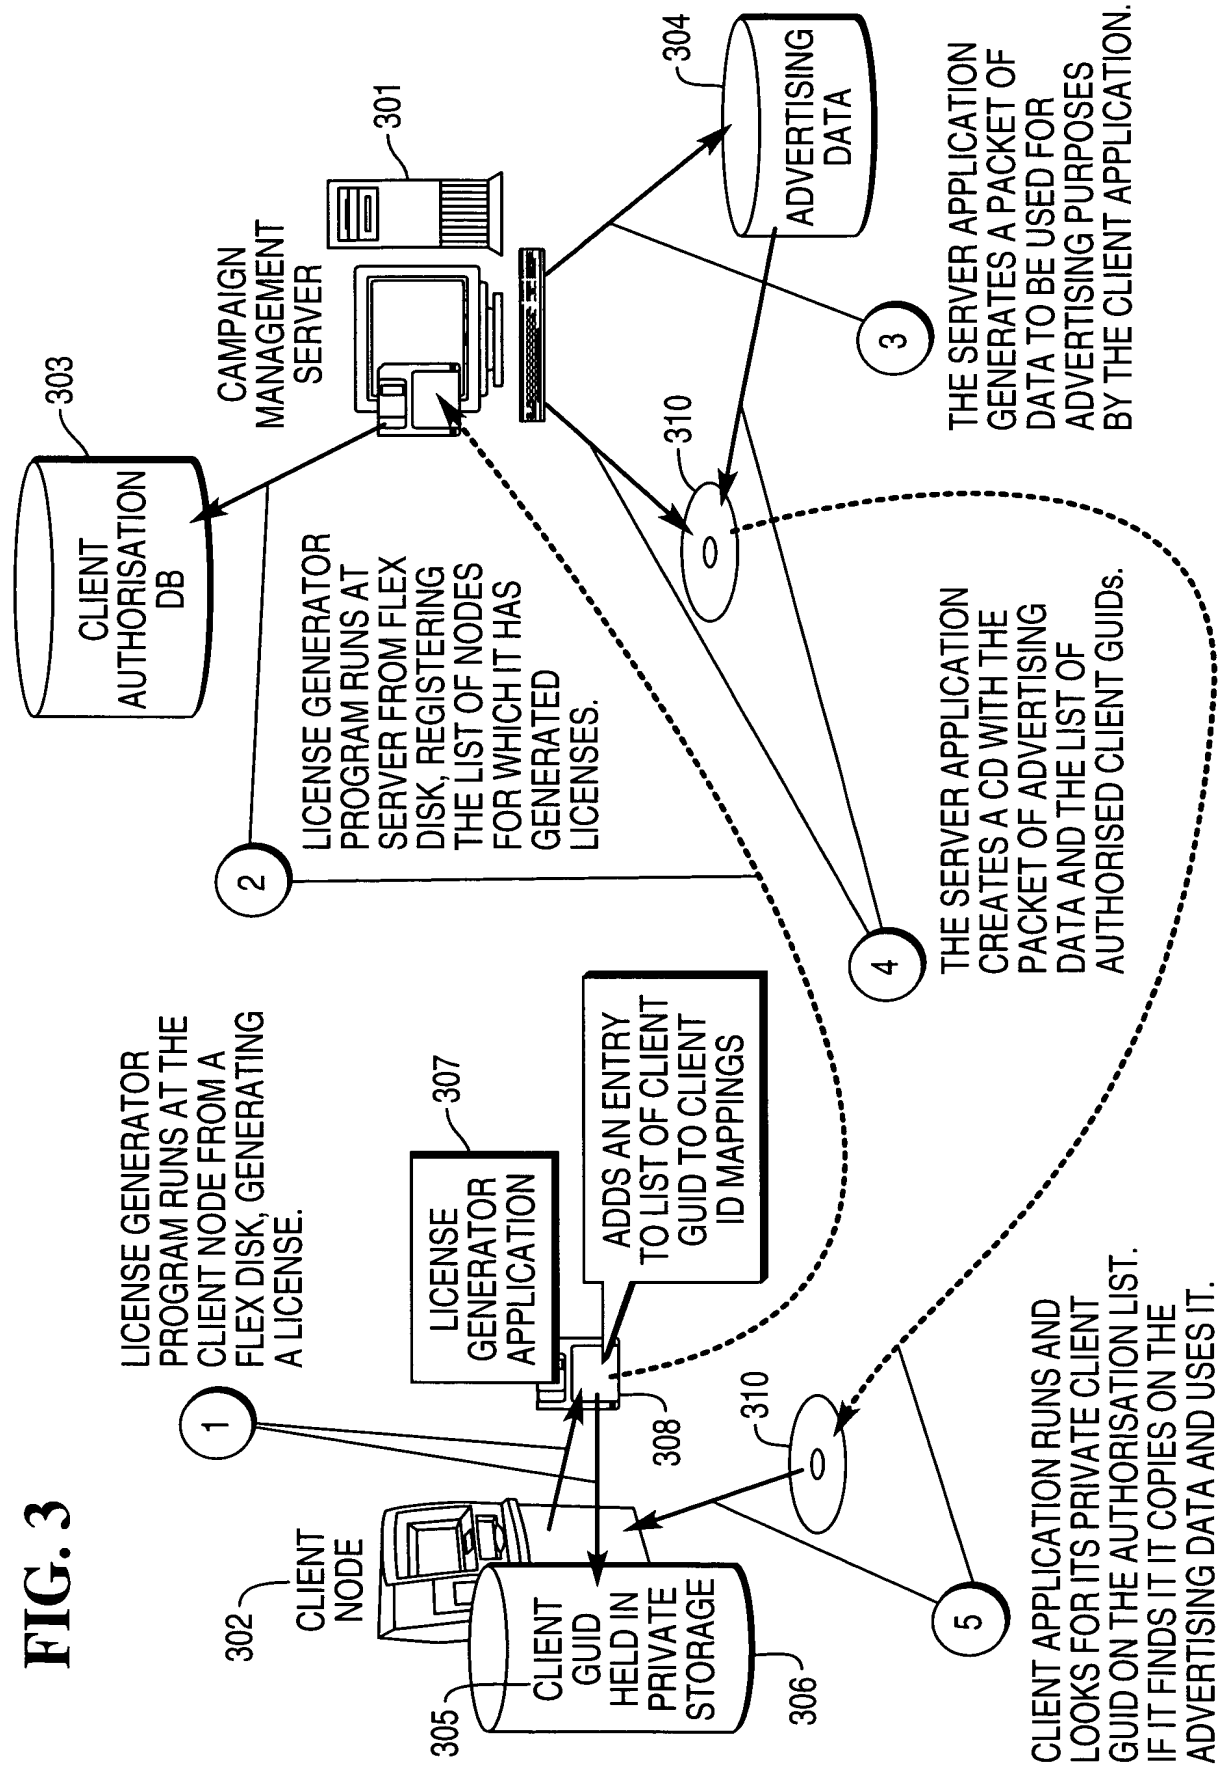 FIG. 3
302
CLIENT
NODE
305
CLIENT
GUID
HELD IN
PRIVATE
STORAGE
306
1
LICENSE GENERATOR
PROGRAM RUNS AT THE
CLIENT NODE FROM A
FLEX DISK, GENERATING
A LICENSE.
LICENSE
GENERATOR
APPLICATION
307
308
ADDS AN ENTRY
TO LIST OF CLIENT
GUID TO CLIENT
ID MAPPINGS
310
2
LICENSE GENERATOR
PROGRAM RUNS AT
SERVER FROM FLEX
DISK, REGISTERING
THE LIST OF NODES
FOR WHICH IT HAS
GENERATED
LICENSES.
CLIENT
AUTHORISATION
DB
303
CAMPAIGN
MANAGEMENT
SERVER
301
304
ADVERTISING
DATA
310
3
THE SERVER APPLICATION
GENERATES A PACKET OF
DATA TO BE USED FOR
ADVERTISING PURPOSES
BY THE CLIENT APPLICATION.
4
THE SERVER APPLICATION
CREATES A CD WITH THE
PACKET OF ADVERTISING
DATA AND THE LIST OF
AUTHORISED CLIENT GUIDS.
5
CLIENT APPLICATION RUNS AND
LOOKS FOR ITS PRIVATE CLIENT
GUID ON THE AUTHORISATION LIST.
IF IT FINDS IT IT COPIES ON THE
ADVERTISING DATA AND USES IT.